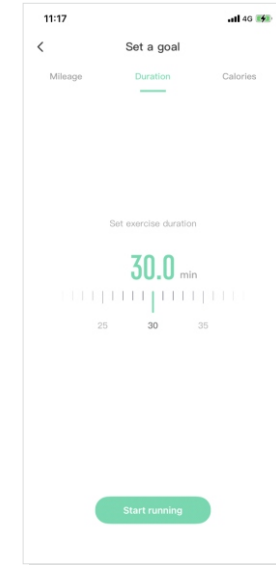 11:17 4G
Set a goal
Mileage Duration Calories
Set exercise duration
30.0 min
25 30 35
Start running